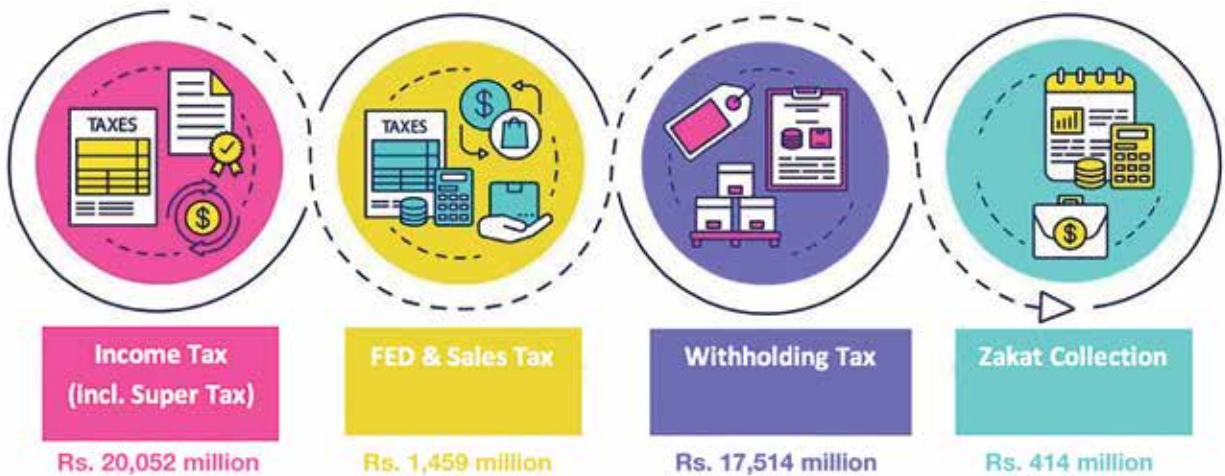 TAXES
TAXES
Income Tax
(incl. Super Tax)
FED & Sales Tax
Withholding Tax
Zakat Collection
Rs. 20,052 million
Rs. 1,459 million
Rs. 17,514 million
Rs. 414 million